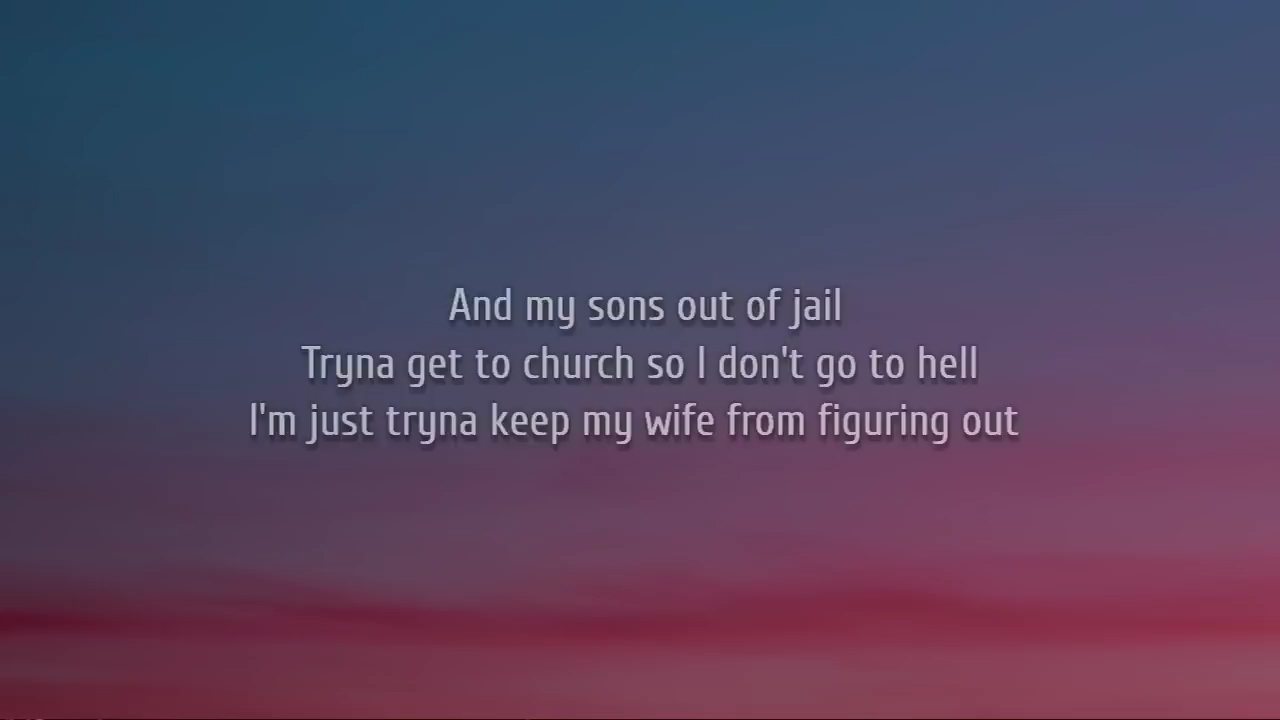 And my sons out of jail
Tryna get to church so I don't go to hell
I'm just tryna keep my wife from figuring out